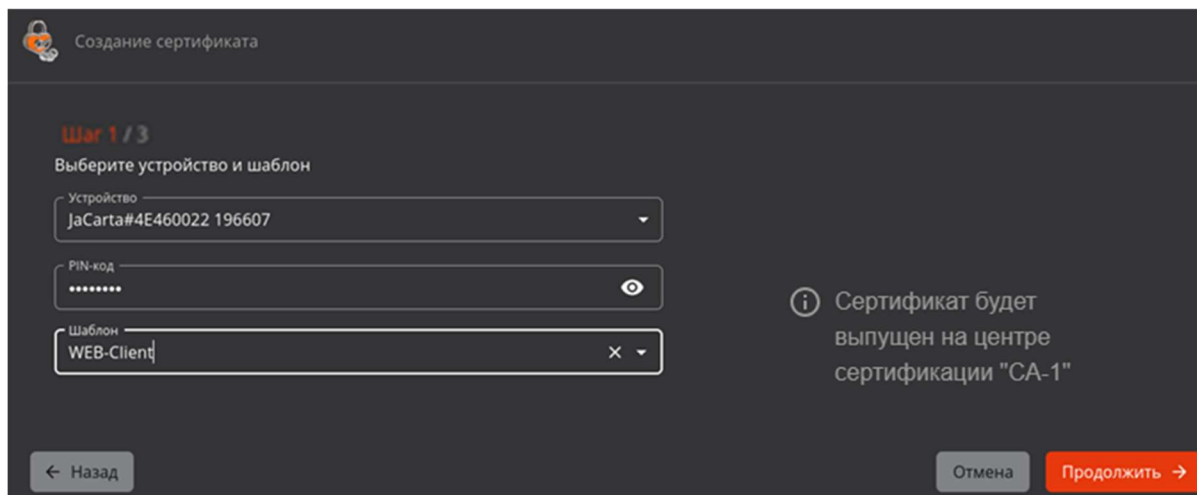 Создание сертификата
Шаг 1 / 3
Выберите устройство и шаблон
Устройство
JaCarta#4E460022 196607
PIN-код
••••••••
Шаблон
WEB-Client
Сертификат будет
выпущен на центре
сертификации "CA-1"
Назад
Отмена
Продолжить